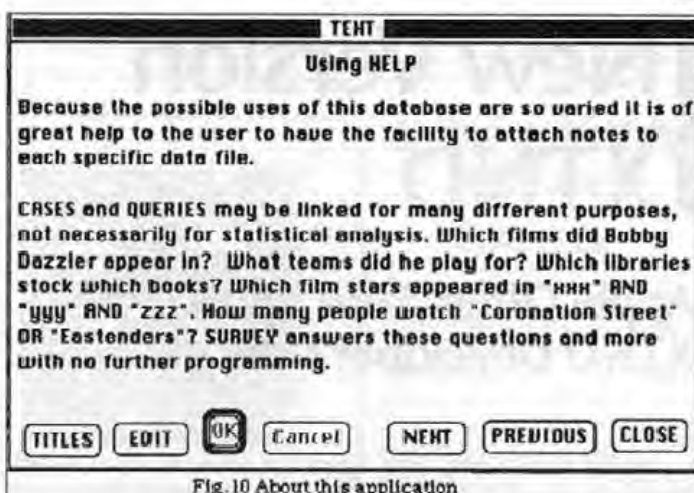 TEXT
Using HELP
Because the possible uses of this database are so varied it is of
great help to the user to have the facility to attach notes to
each specific data file.
CASES and QUERIES may be linked for many different purposes,
not necessarily for statistical analysis. Which films did Bobby
Dazzler appear in? What teams did he play for? Which libraries
stock which books? Which film stars appeared in "xxx" AND
"yyy" AND "zzz". How many people watch "Coronation Street"
OR "Eastenders"? SURVEY answers these questions and more
with no further programming.
TITLES EDIT OK Cancel NEXT PREVIOUS CLOSE
Fig. 10 About this application